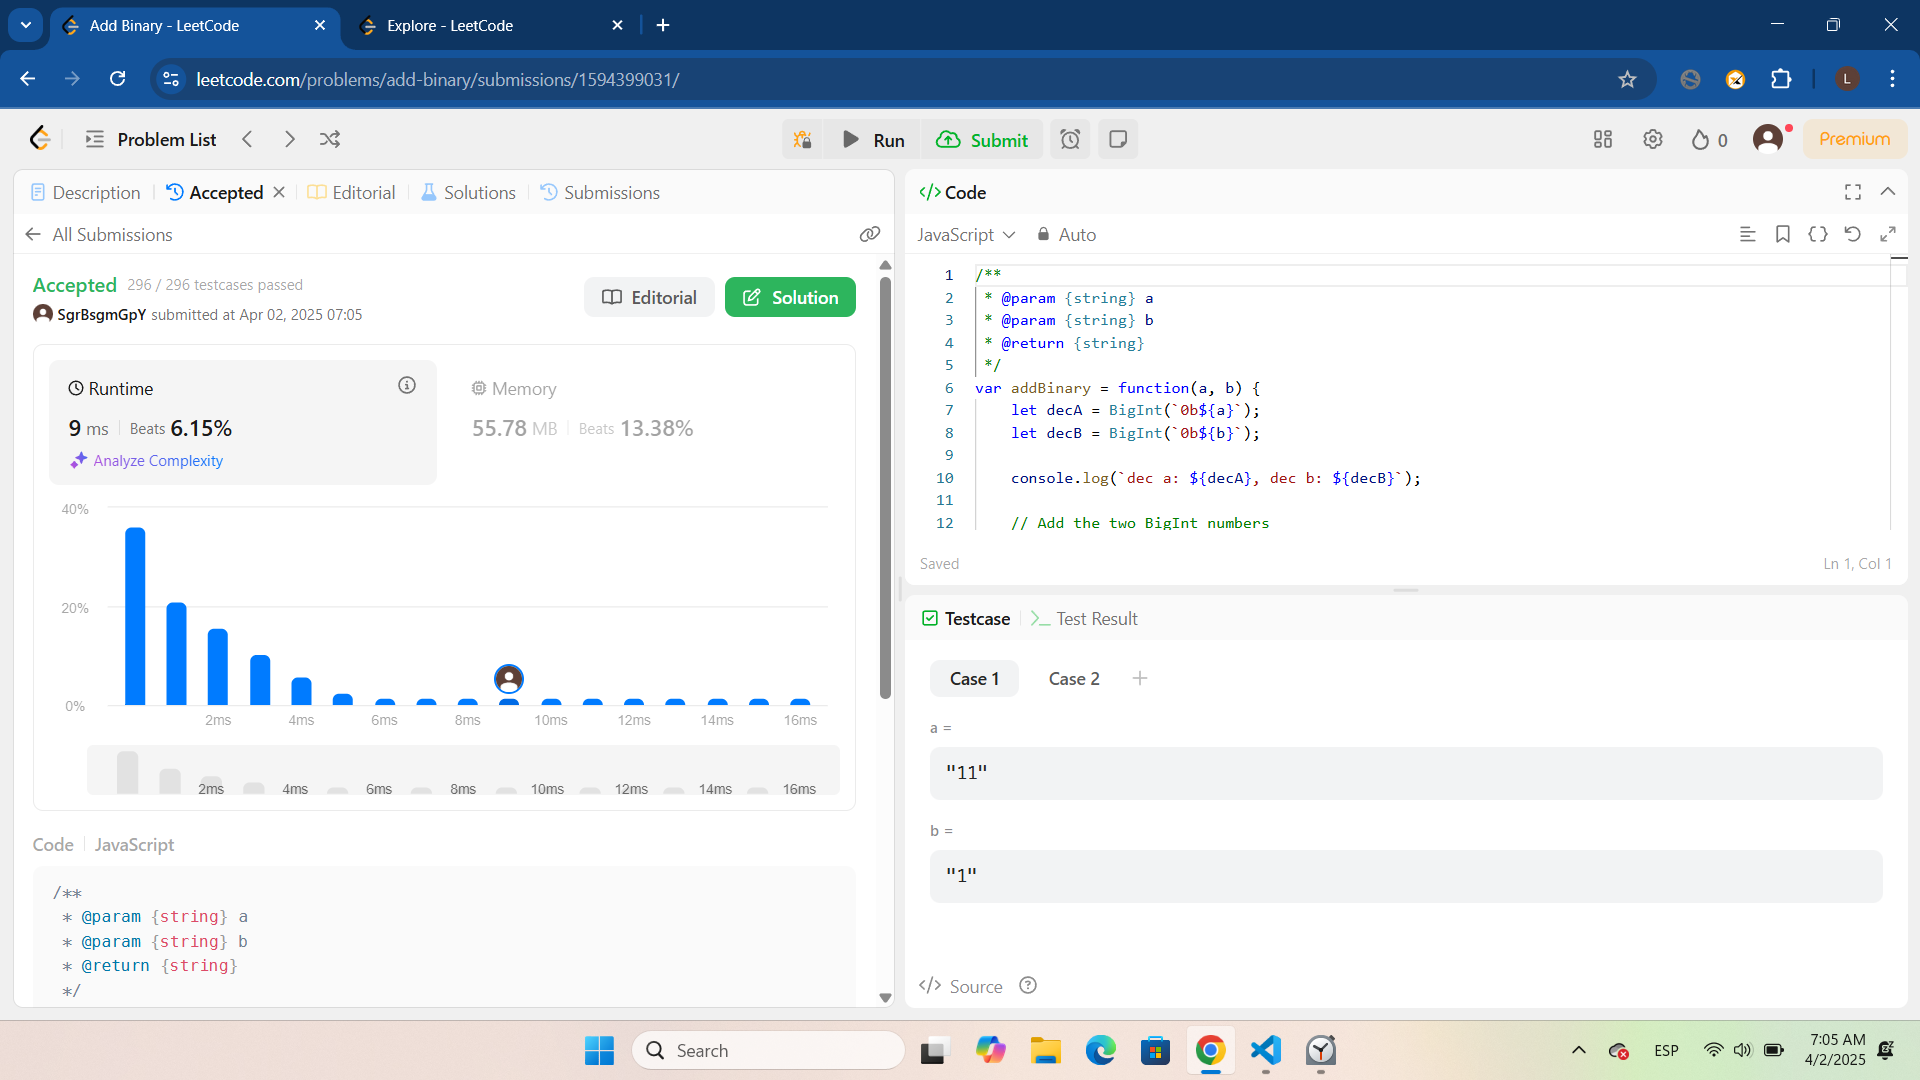 Add Binary - LeetCode
Explore - LeetCode
leetcode.com/problems/add-binary/submissions/1594399031/
L
Problem List
Run
Submit
0
Premium
Description
Accepted
Editorial
Solutions
Submissions
All Submissions
Accepted 296 / 296 testcases passed
SgrBsgmGpY submitted at Apr 02, 2025 07:05
Editorial
Solution
Runtime
9 ms Beats 6.15%
Analyze Complexity
Memory
55.78 MB Beats 13.38%
40%
20%
0%
2ms 4ms 6ms 8ms 10ms 12ms 14ms 16ms
2ms 4ms 6ms 8ms 10ms 12ms 14ms 16ms
Code JavaScript
/**
* @param {string} a
* @param {string} b
* @return {string}
*/
</> Code
JavaScript Auto
1 /**
2 * @param {string} a
3 * @param {string} b
4 * @return {string}
5 */
6 var addBinary = function(a, b) {
7 let decA = BigInt(`0b${a}`);
8 let decB = BigInt(`0b${b}`);
9
10 console.log(`dec a: ${decA}, dec b: ${decB}`);
11
12 // Add the two BigInt numbers
Saved
Ln 1, Col 1
Testcase
Test Result
Case 1
Case 2
a =
"11"
b =
"1"
</> Source
Search
ESP
7:05 AM
4/2/2025